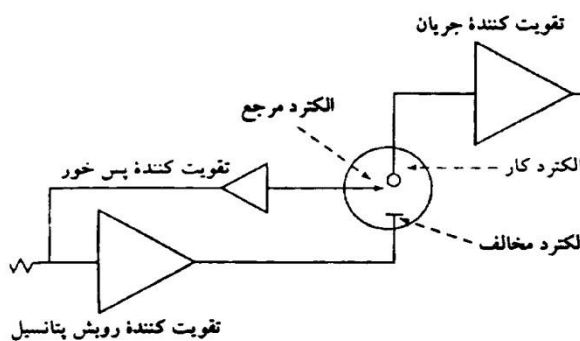 تقویت کنندهٔ جریان
الکترد مرجع
الکترد کار
تقویت کنندهٔ پس خور
الکترد مخالف
تقویت کنندهٔ روبش پتانسیل